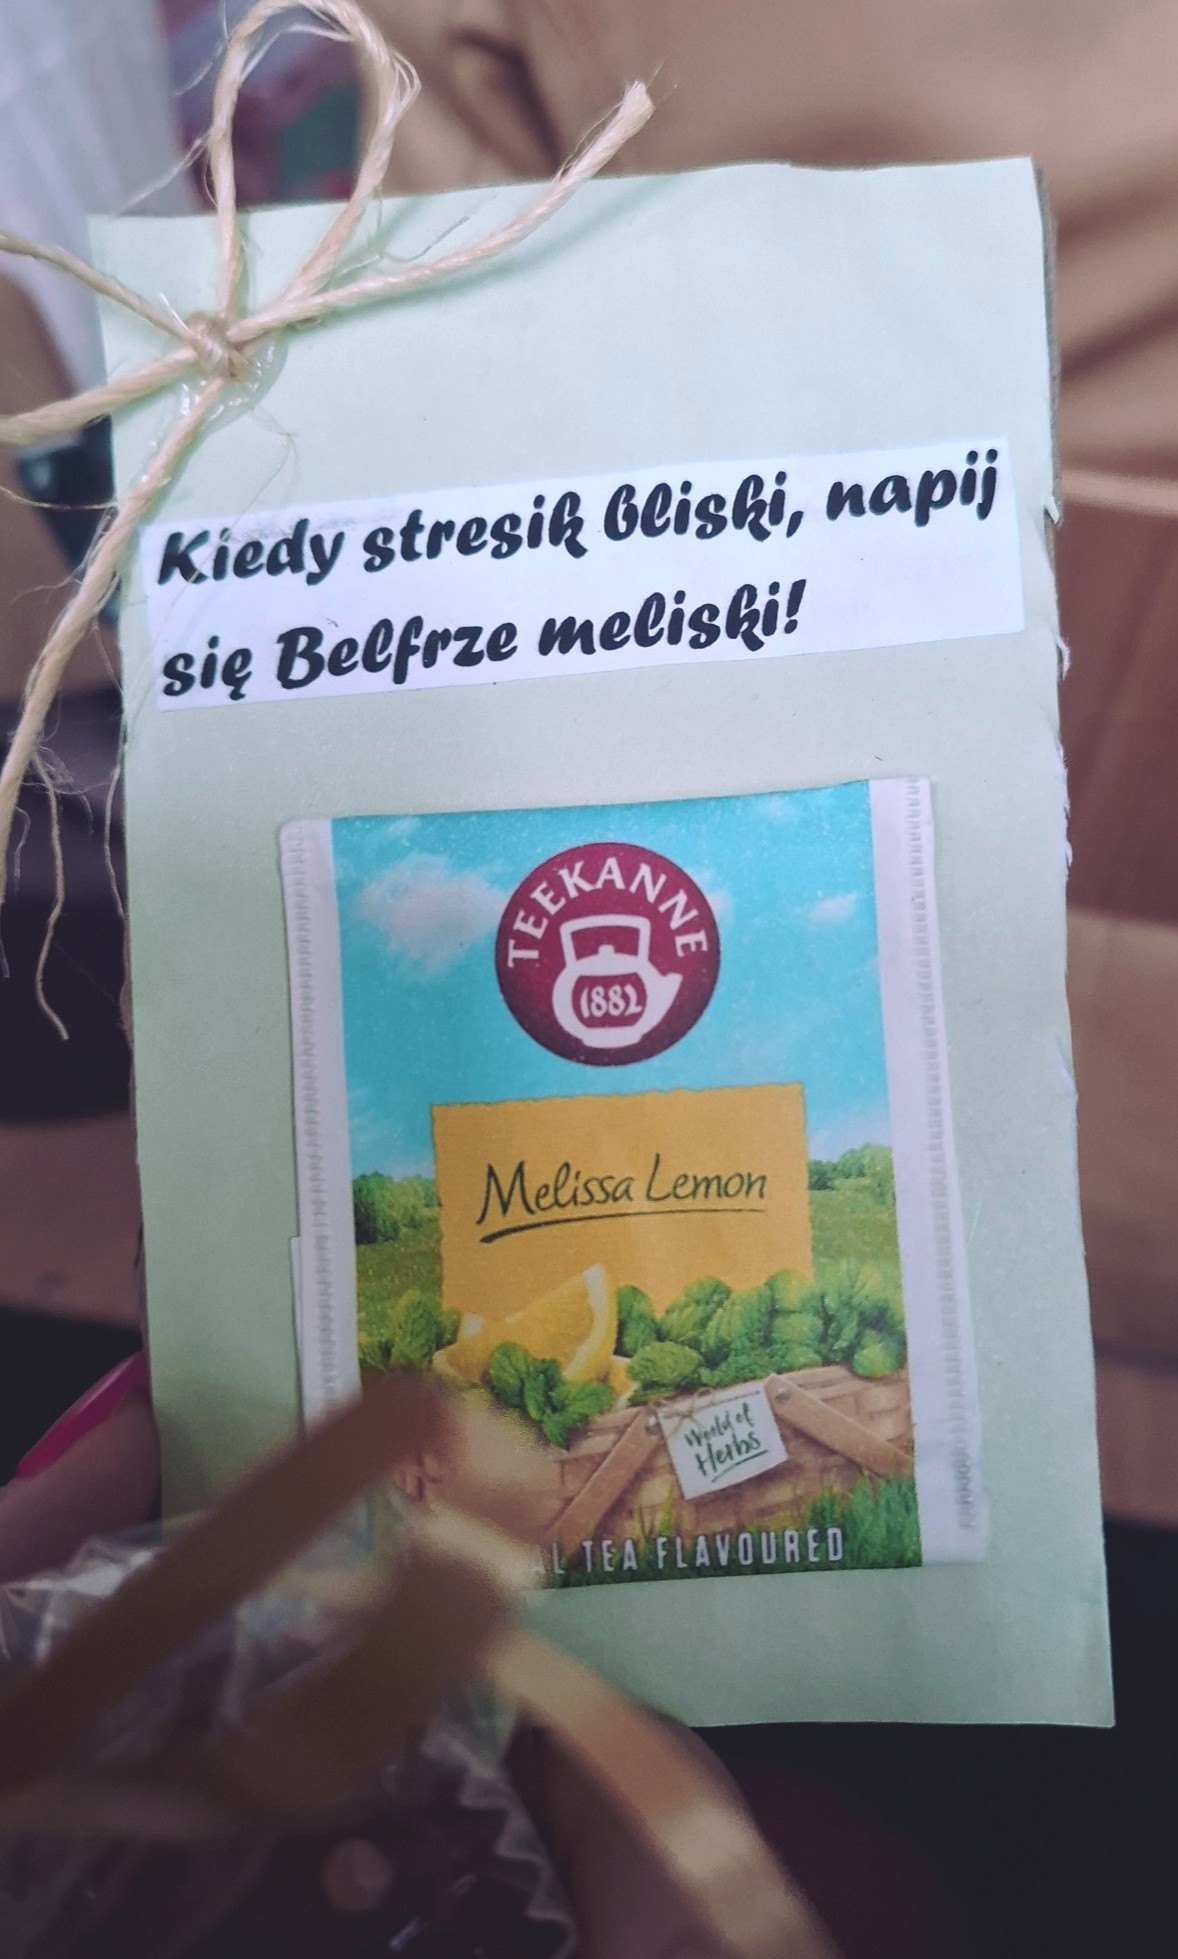 Kiedy stresik bliski, napij
się Belfrze meliski!
TEEKANNE
1882
Melissa Lemon
World of
Herbs
TEA FLAVOURED